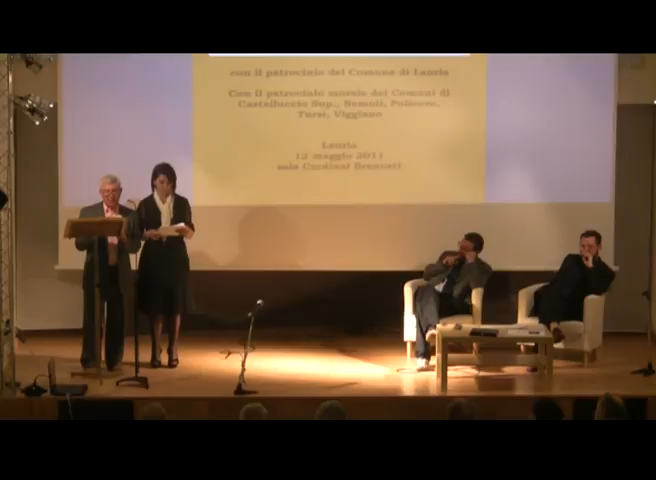 con il patrocinio del Comune di Lauria
Con il patrocinio morale dei Comuni di
Castelluccio Sup., Nemoli, Policoro,
Tursi, Viggiano
Lauria
12 maggio 2011
sala Cardinal Brancati